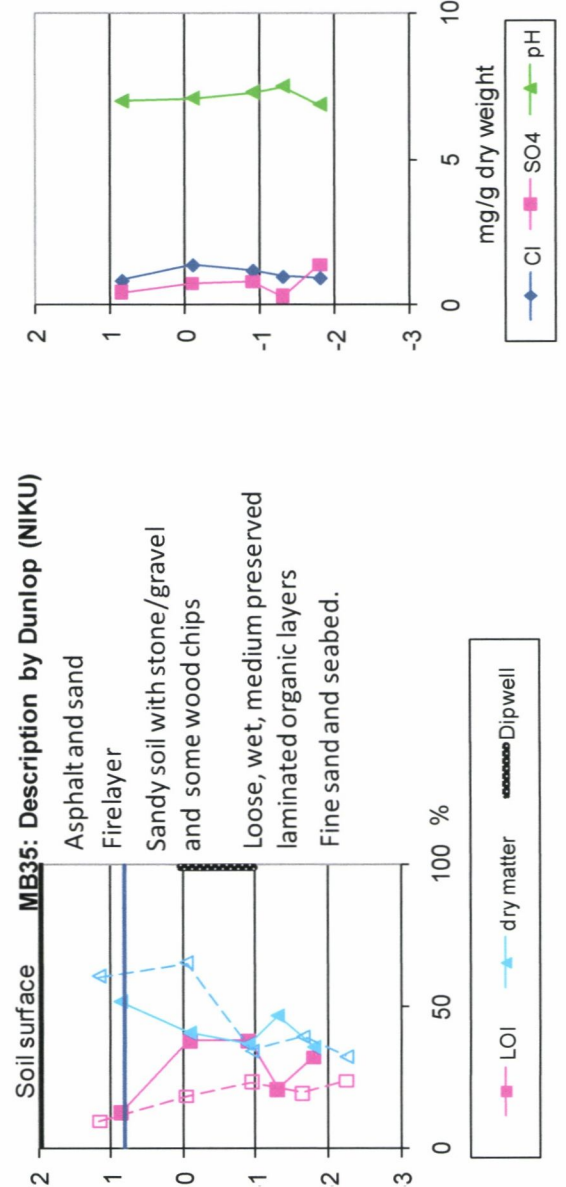 MB35: Description by Dunlop (NIKU)
Soil surface
2
1
0
-1
-2
-3
0
50
100 %
Asphalt and sand
Firelayer
Sandy soil with stone/gravel
and some wood chips
Loose, wet, medium preserved
laminated organic layers
Fine sand and seabed.
LOI
dry matter
Dipwell
2
1
0
-1
-2
-3
0
5
10
mg/g dry weight
Cl
SO4
pH